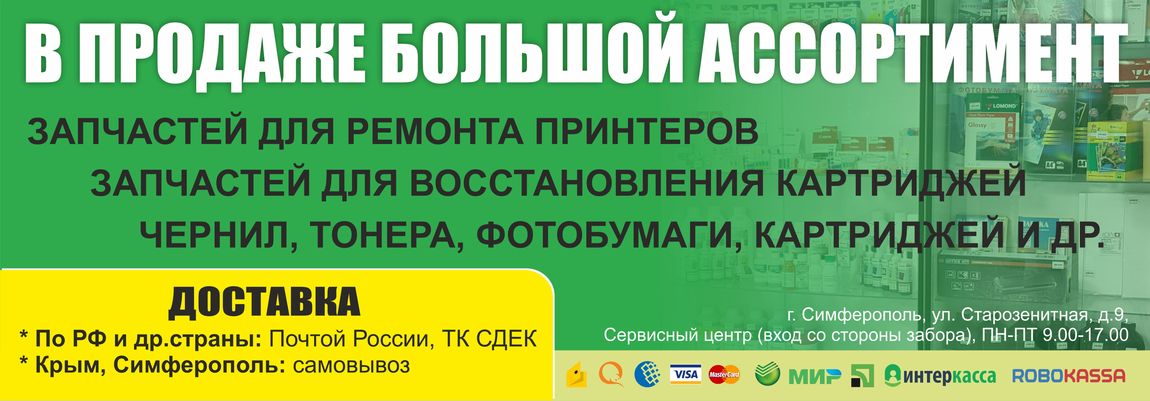 В ПРОДАЖЕ БОЛЬШОЙ АССОРТИМЕНТ
ЗАПЧАСТЕЙ ДЛЯ РЕМОНТА ПРИНТЕРОВ
ЗАПЧАСТЕЙ ДЛЯ ВОССТАНОВЛЕНИЯ КАРТРИДЖЕЙ
ЧЕРНИЛ, ТОНЕРА, ФОТОБУМАГИ, КАРТРИДЖЕЙ И ДР.
ДОСТАВКА
* По РФ и др.страны: Почтой России, ТК СДЕК
* Крым, Симферополь: самовывоз
г. Симферополь, ул. Старозенитная, д.9,
Сервисный центр (вход со стороны забора), ПН-ПТ 9.00-17.00
VISA MasterCard МИР интеркасса ROBOKASSA
LOMOND
Glossy